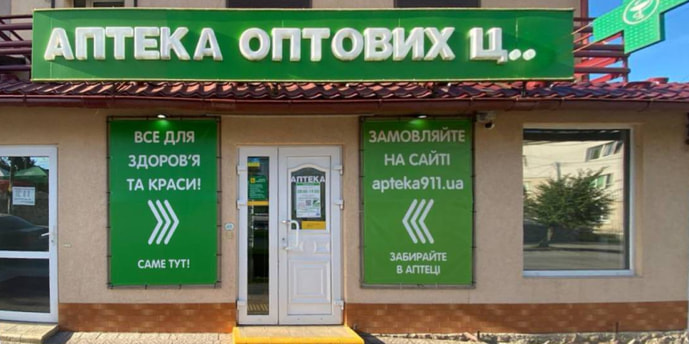 АПТЕКА ОПТОВИХ Ц..
ВСЕ ДЛЯ
ЗДОРОВ'Я
ТА КРАСИ!
САМЕ ТУТ!
АПТЕКА
ЗАМОВЛЯЙТЕ
НА САЙТІ
apteka911.ua
ЗАБИРАЙТЕ
В АПТЕЦІ